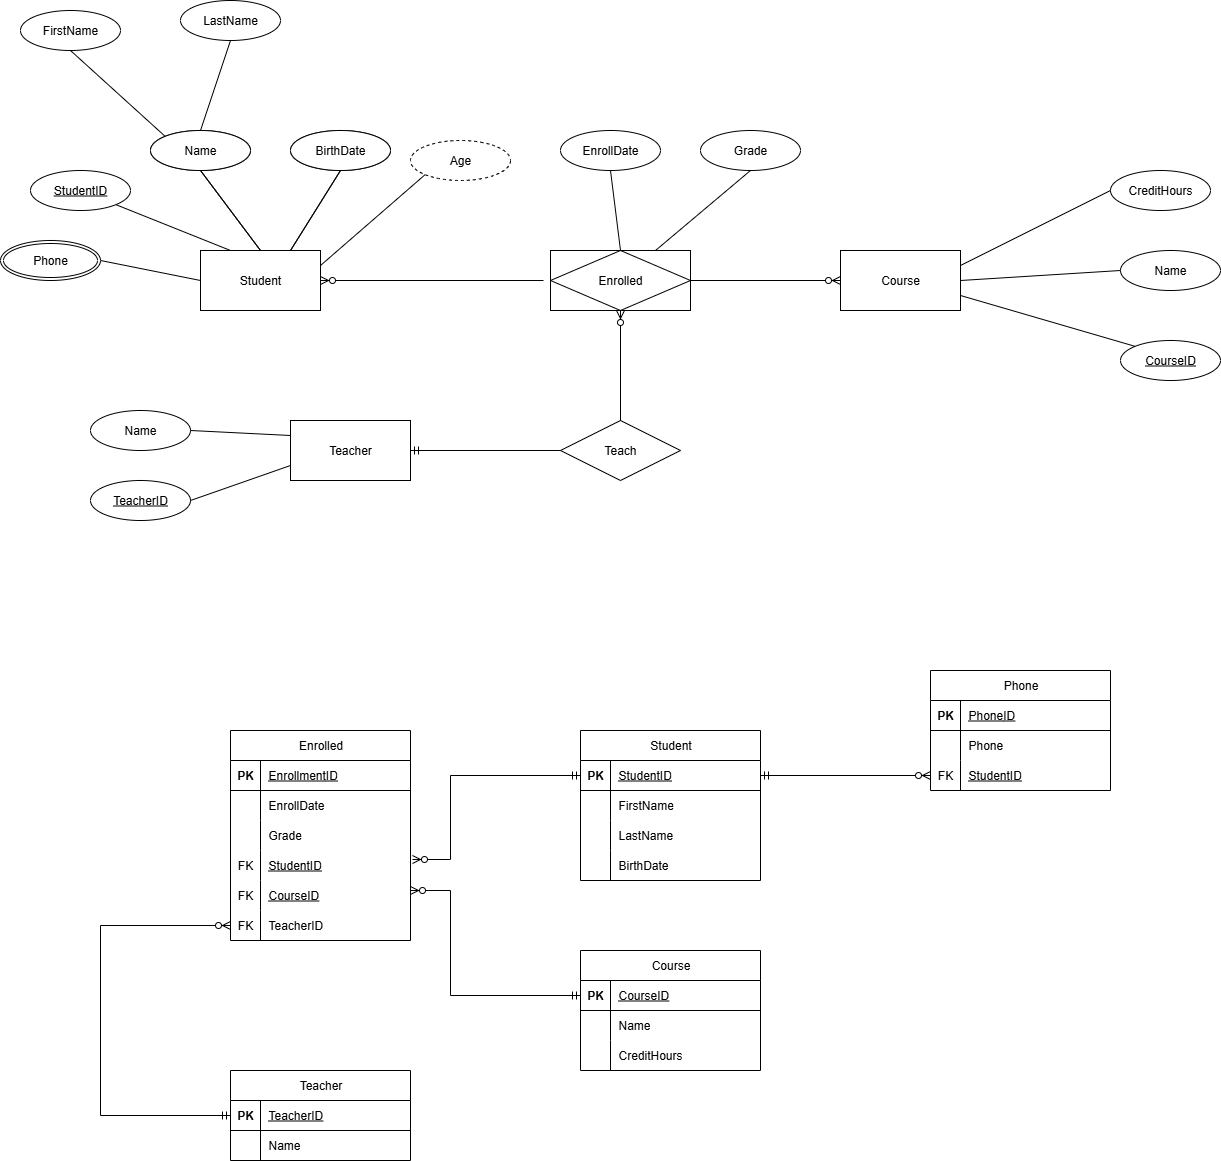 LastName
FirstName
Name
BirthDate
Age
EnrollDate
Grade
StudentID
CreditHours
Phone
Student
Enrolled
Course
Name
CourseID
Name
Teacher
Teach
TeacherID
Phone
PK PhoneID
Phone
FK StudentID
Enrolled
PK EnrollmentID
EnrollDate
Grade
FK StudentID
FK CourseID
FK TeacherID
Student
PK StudentID
FirstName
LastName
BirthDate
Course
PK CourseID
Name
CreditHours
Teacher
PK TeacherID
Name